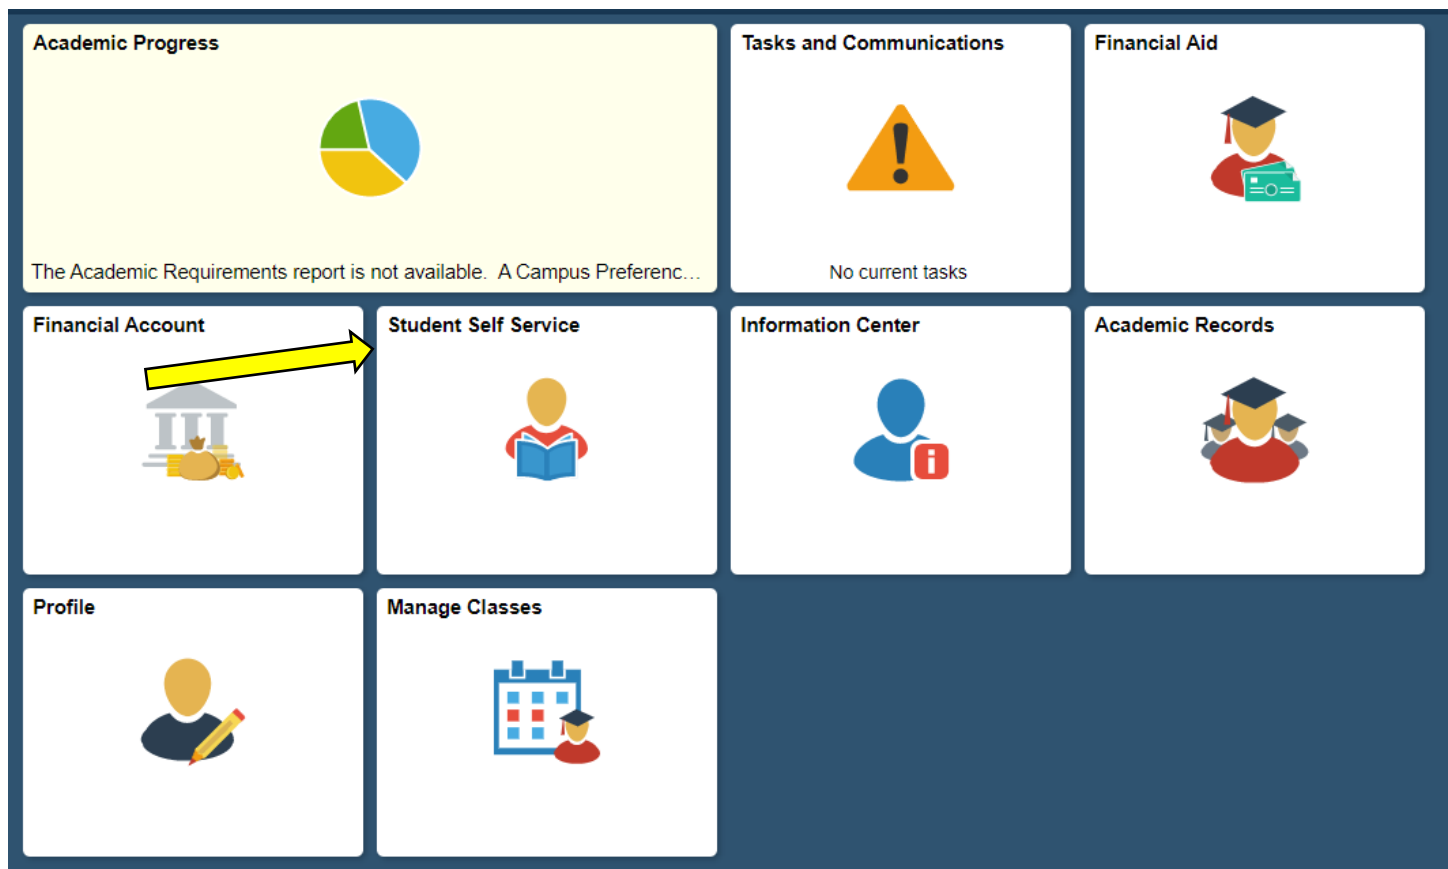 Academic Progress
Tasks and Communications
Financial Aid
The Academic Requirements report is not available.  A Campus Preferenc...
No current tasks
Financial Account
Student Self Service
Information Center
Academic Records
Profile
Manage Classes